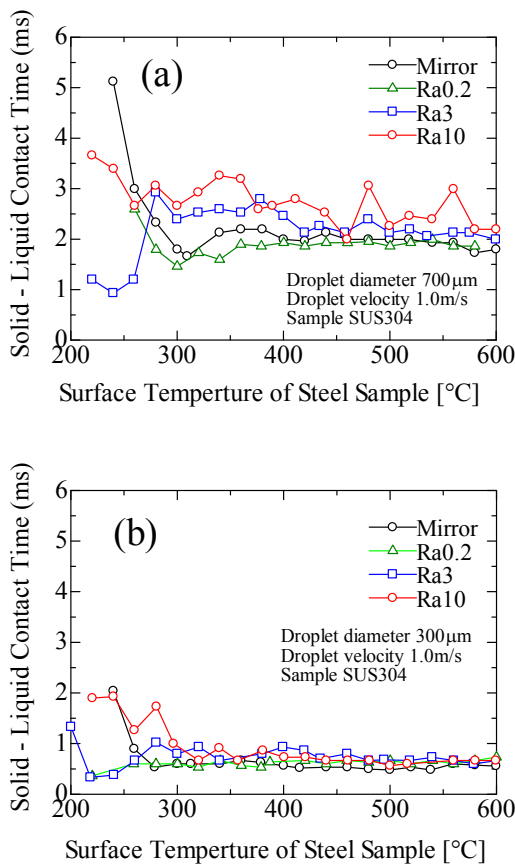 6
5
4
3
2
1
0
200
300
400
500
600
Solid - Liquid Contact Time (ms)
(a)
Mirror
Ra0.2
Ra3
Ra10
Droplet diameter 700μm
Droplet velocity 1.0m/s
Sample SUS304
Surface Temperture of Steel Sample [°C]
6
5
4
3
2
1
0
200
300
400
500
600
Solid - Liquid Contact Time (ms)
(b)
Mirror
Ra0.2
Ra3
Ra10
Droplet diameter 300μm
Droplet velocity 1.0m/s
Sample SUS304
Surface Temperture of Steel Sample [°C]